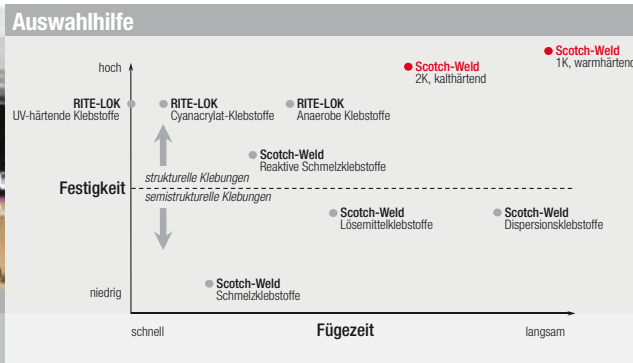 Auswahlhilfe
hoch
Scotch-Weld
1K, warmhärtend
Scotch-Weld
2K, kalthärtend
RITE-LOK
UV-härtende Klebstoffe
RITE-LOK
Cyanacrylat-Klebstoffe
RITE-LOK
Anaerobe Klebstoffe
Scotch-Weld
Reaktive Schmelzklebstoffe
strukturelle Klebungen
Festigkeit
semistrukturelle Klebungen
Scotch-Weld
Lösemittelklebstoffe
Scotch-Weld
Dispersionsklebstoffe
Scotch-Weld
Schmelzklebstoffe
niedrig
schnell
Fügezeit
langsam